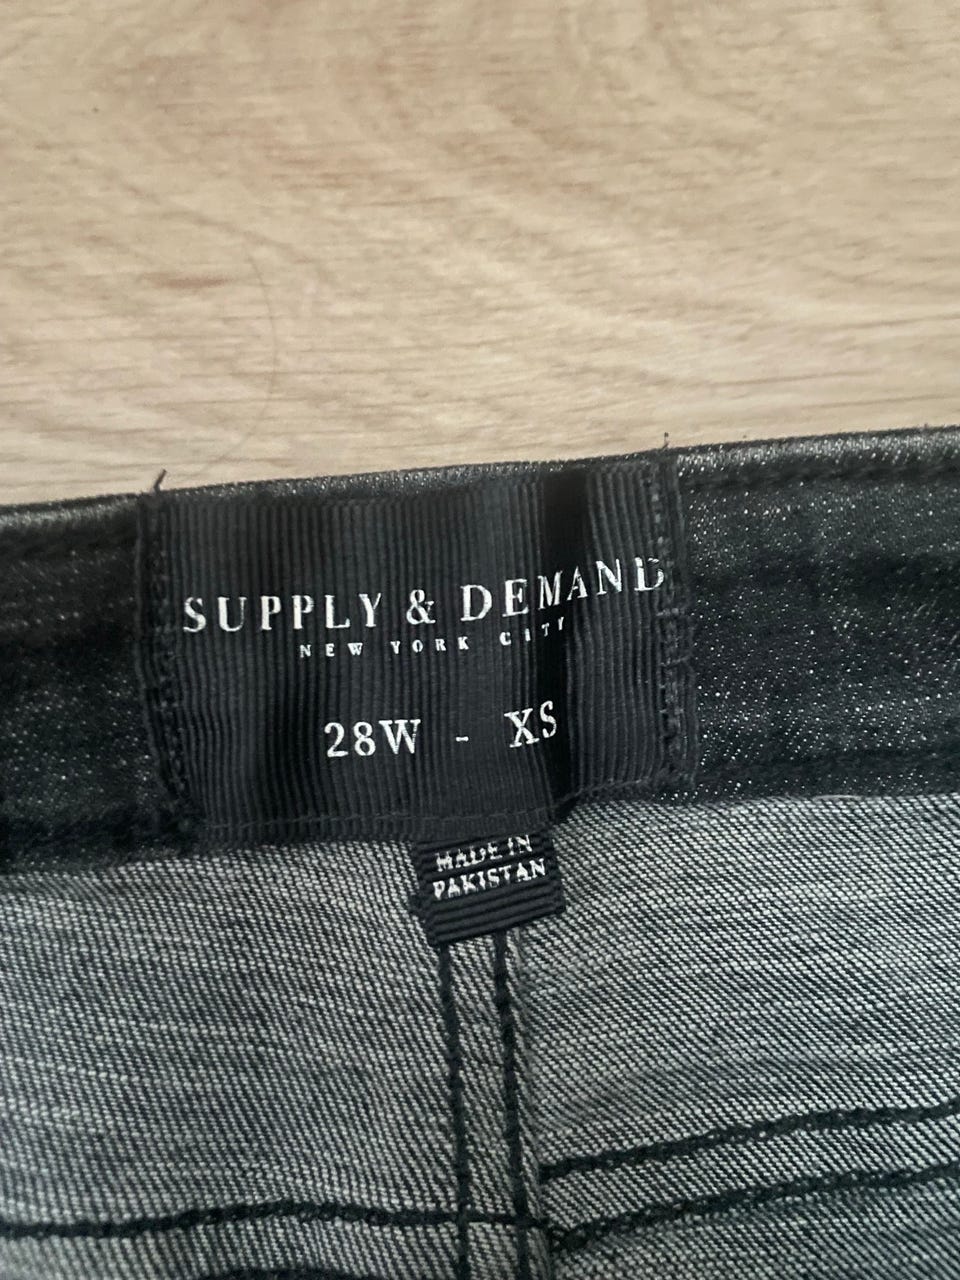 SUPPLY & DEMAND
NEW YORK CITY
28W - XS
MADE IN
PAKISTAN